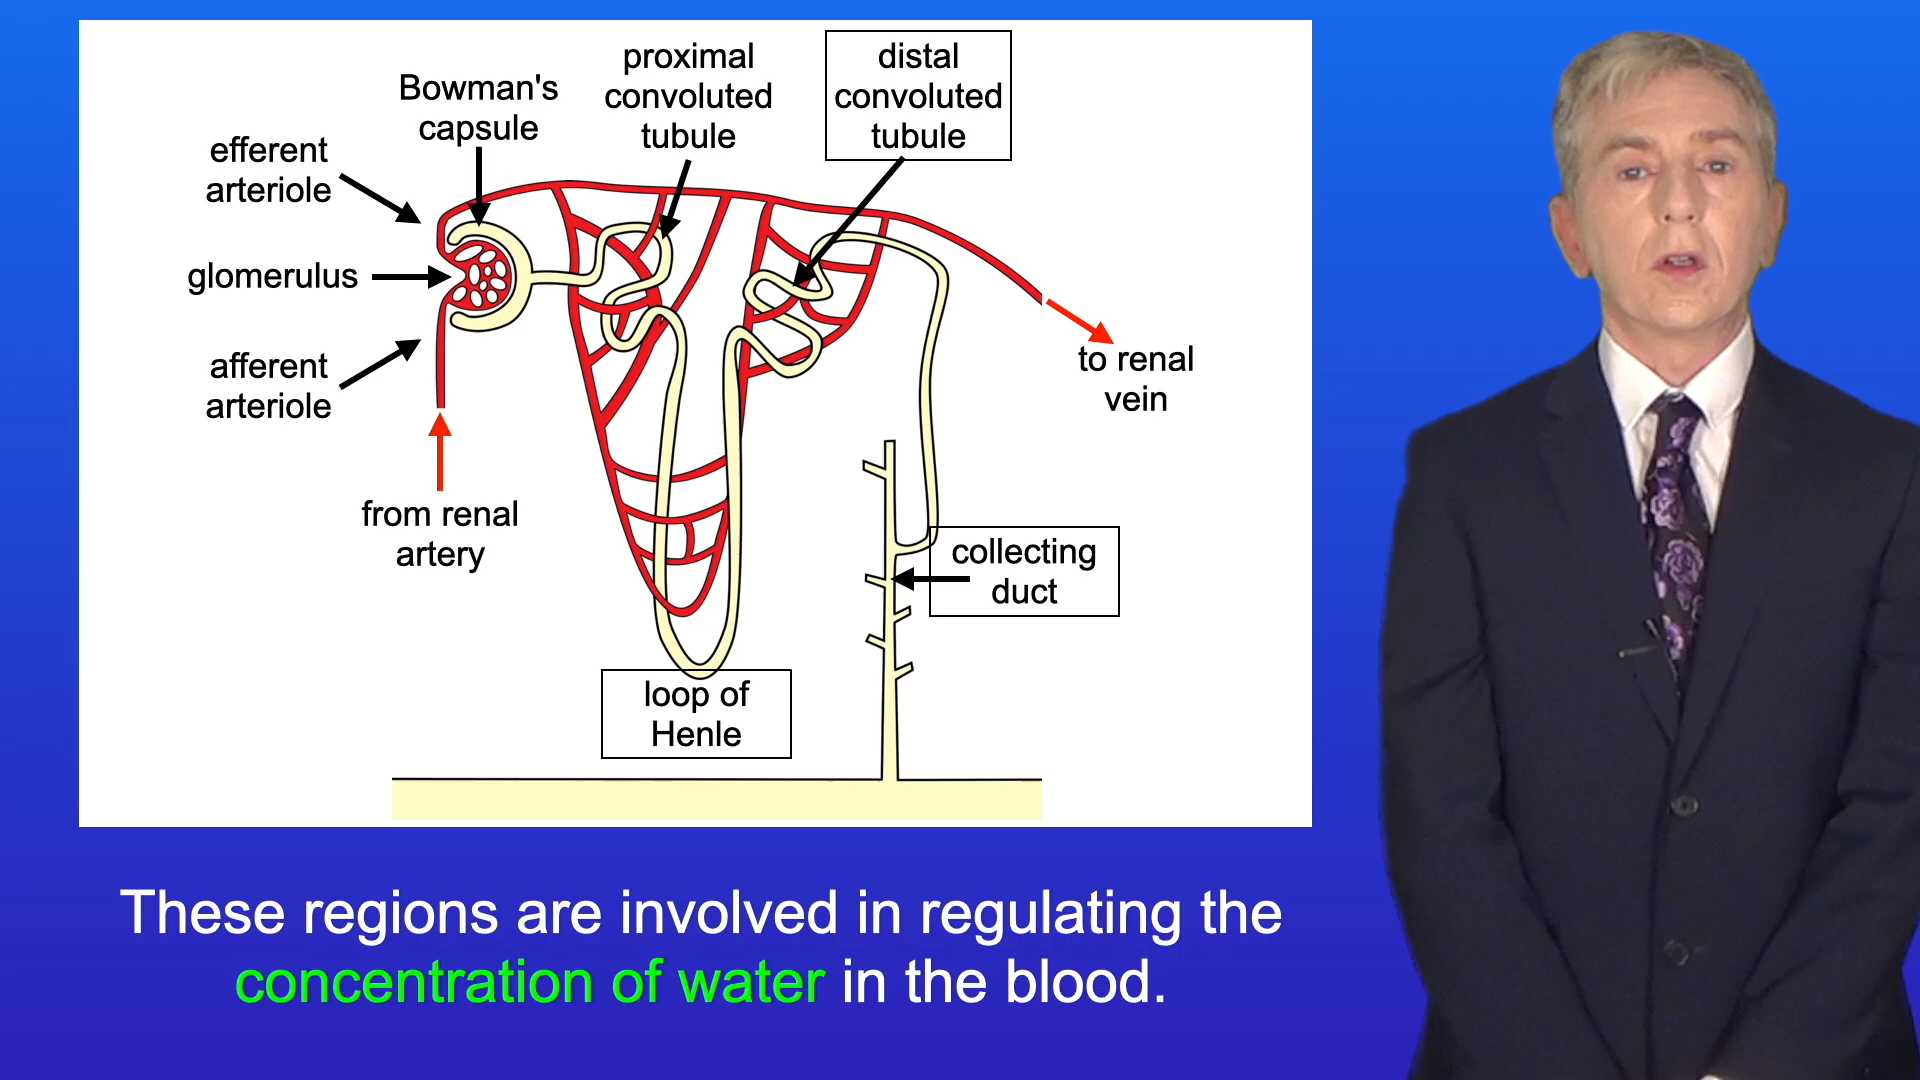 Bowman's
capsule
proximal
convoluted
tubule
distal
convoluted
tubule
efferent
arteriole
glomerulus
afferent
arteriole
from renal
artery
to renal
vein
collecting
duct
loop of
Henle
These regions are involved in regulating the
concentration of water in the blood.